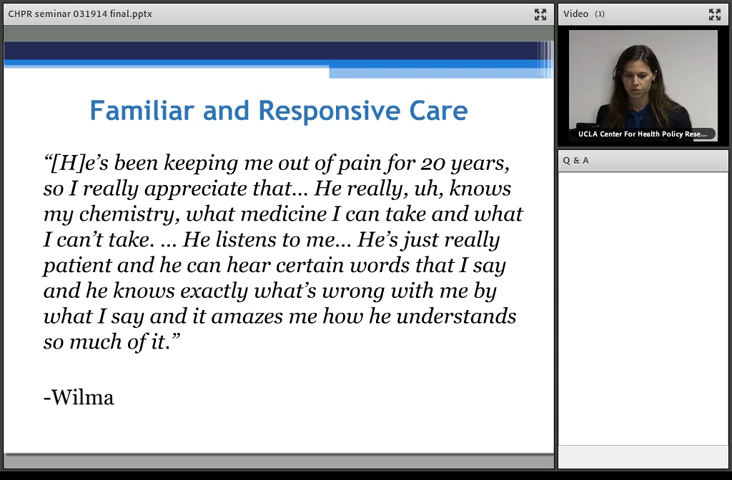 CHPR seminar 031914 final.pptx
Familiar and Responsive Care
“[H]e’s been keeping me out of pain for 20 years,
so I really appreciate that... He really, uh, knows
my chemistry, what medicine I can take and what
I can’t take. ... He listens to me... He’s just really
patient and he can hear certain words that I say
and he knows exactly what’s wrong with me by
what I say and it amazes me how he understands
so much of it.”
-Wilma
Video (1)
UCLA Center For Health Policy Rese...
Q & A